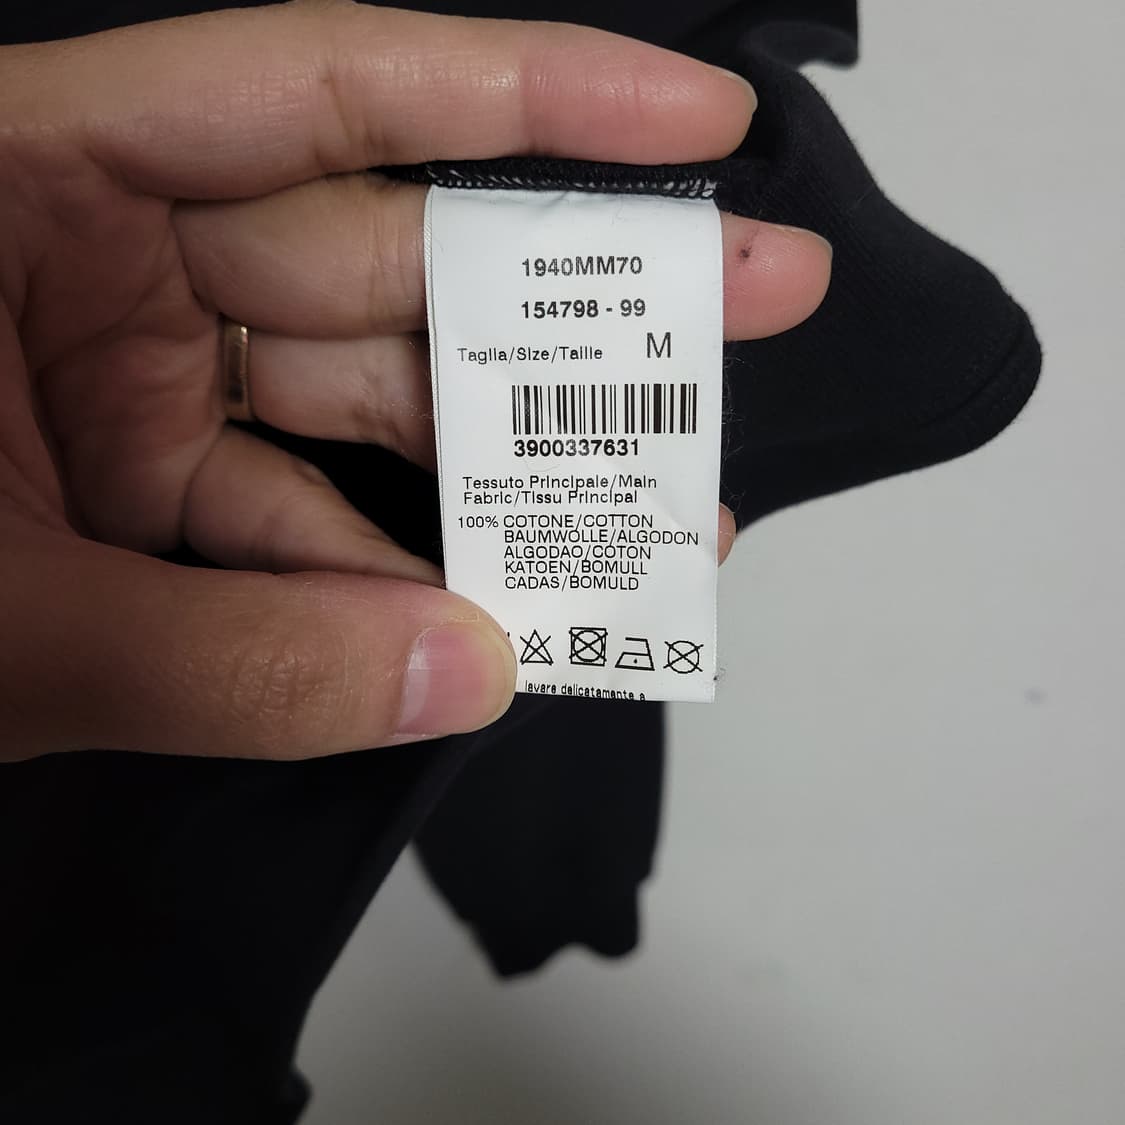 1940MM70
154798 - 99
Taglia/Size/Taille M
3900337631
Tessuto Principale/Main
Fabric/Tissu Principal
100% COTONE/COTTON
BAUMWOLLE/ALGODON
ALGODAO/COTON
KATOEN/BOMULL
CADAS/BOMULD
lavare delicatamante a